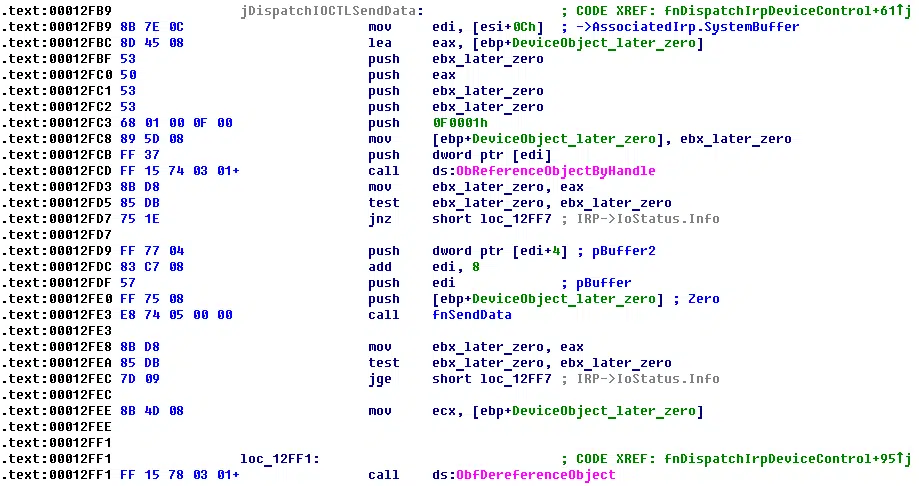 .text:00012FB9 jDispatchIOCTLSendData: ; CODE XREF: fnDispatchIrpDeviceControl+61↑j
.text:00012FB9 8B 7E 0C mov edi, [esi+0Ch] ; ->AssociatedIrp.SystemBuffer
.text:00012FBC 8D 45 08 lea eax, [ebp+DeviceObject_later_zero]
.text:00012FBF 53 push ebx_later_zero
.text:00012FC0 50 push eax
.text:00012FC1 53 push ebx_later_zero
.text:00012FC2 53 push ebx_later_zero
.text:00012FC3 68 01 00 0F 00 push 0F0001h
.text:00012FC8 89 5D 08 mov [ebp+DeviceObject_later_zero], ebx_later_zero
.text:00012FCB FF 37 push dword ptr [edi]
.text:00012FCD FF 15 74 03 01+ call ds:ObReferenceObjectByHandle
.text:00012FD3 8B D8 mov ebx_later_zero, eax
.text:00012FD5 85 DB test ebx_later_zero, ebx_later_zero
.text:00012FD7 75 1E jnz short loc_12FF7 ; IRP->IoStatus.Info
.text:00012FD7
.text:00012FD9 FF 77 04 push dword ptr [edi+4] ; pBuffer2
.text:00012FDC 83 C7 08 add edi, 8
.text:00012FDF 57 push edi ; pBuffer
.text:00012FE0 FF 75 08 push [ebp+DeviceObject_later_zero] ; Zero
.text:00012FE3 E8 74 05 00 00 call fnSendData
.text:00012FE3
.text:00012FE8 8B D8 mov ebx_later_zero, eax
.text:00012FEA 85 DB test ebx_later_zero, ebx_later_zero
.text:00012FEC 7D 09 jge short loc_12FF7 ; IRP->IoStatus.Info
.text:00012FEC
.text:00012FEE 8B 4D 08 mov ecx, [ebp+DeviceObject_later_zero]
.text:00012FEE
.text:00012FF1
.text:00012FF1 loc_12FF1: ; CODE XREF: fnDispatchIrpDeviceControl+95↑j
.text:00012FF1 FF 15 78 03 01+ call ds:ObfDereferenceObject